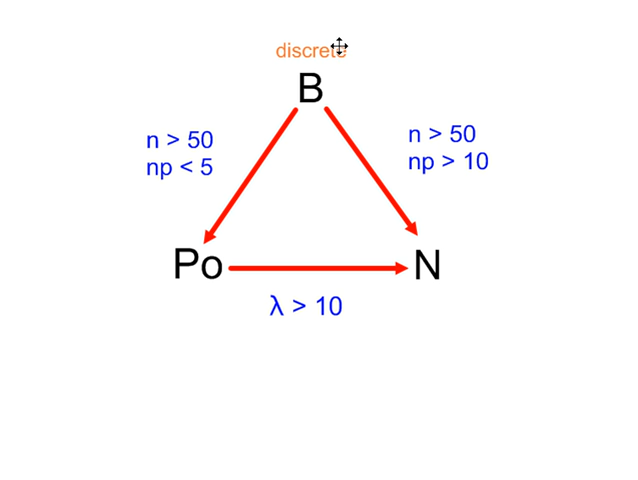 discrete
B
n > 50
np < 5
n > 50
np > 10
Po
N
λ > 10